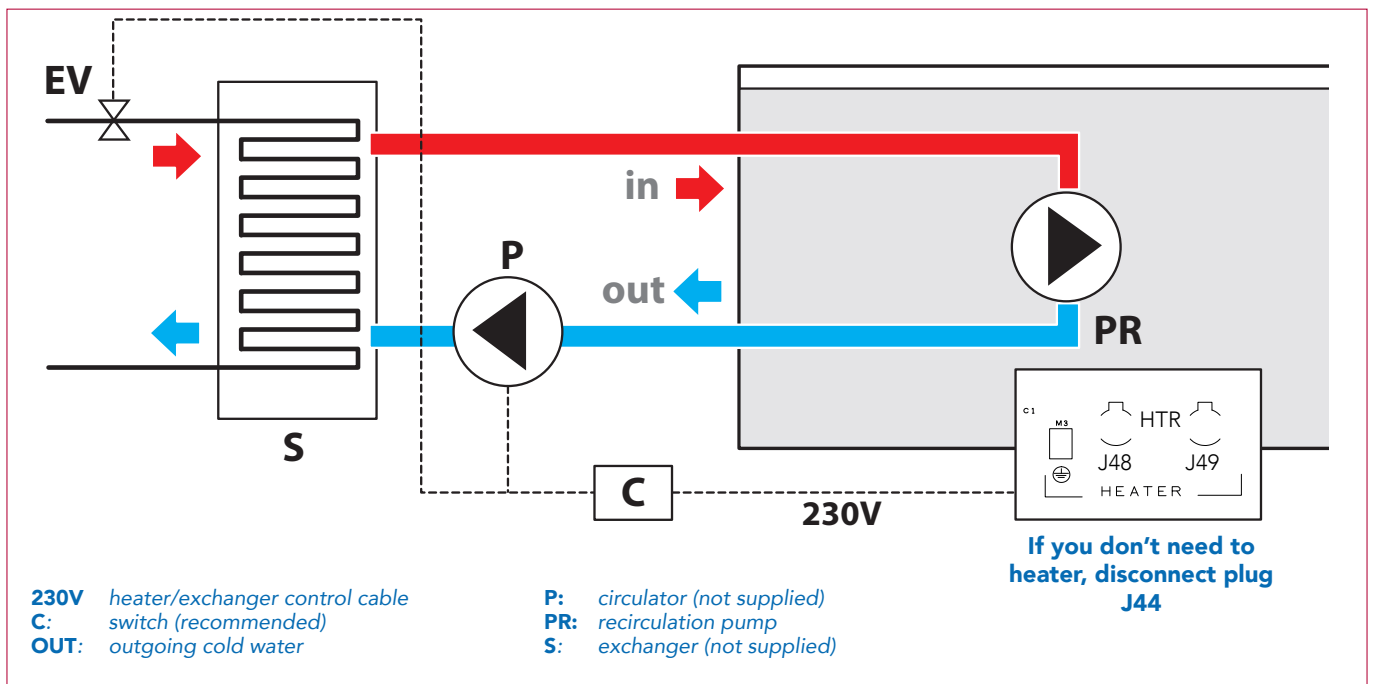 EV
in
P
out
PR
S
C1
M3
HTR
J48 J49
HEATER
C
230V
If you don't need to
heater, disconnect plug
J44
230V heater/exchanger control cable
C: switch (recommended)
OUT: outgoing cold water
P: circulator (not supplied)
PR: recirculation pump
S: exchanger (not supplied)